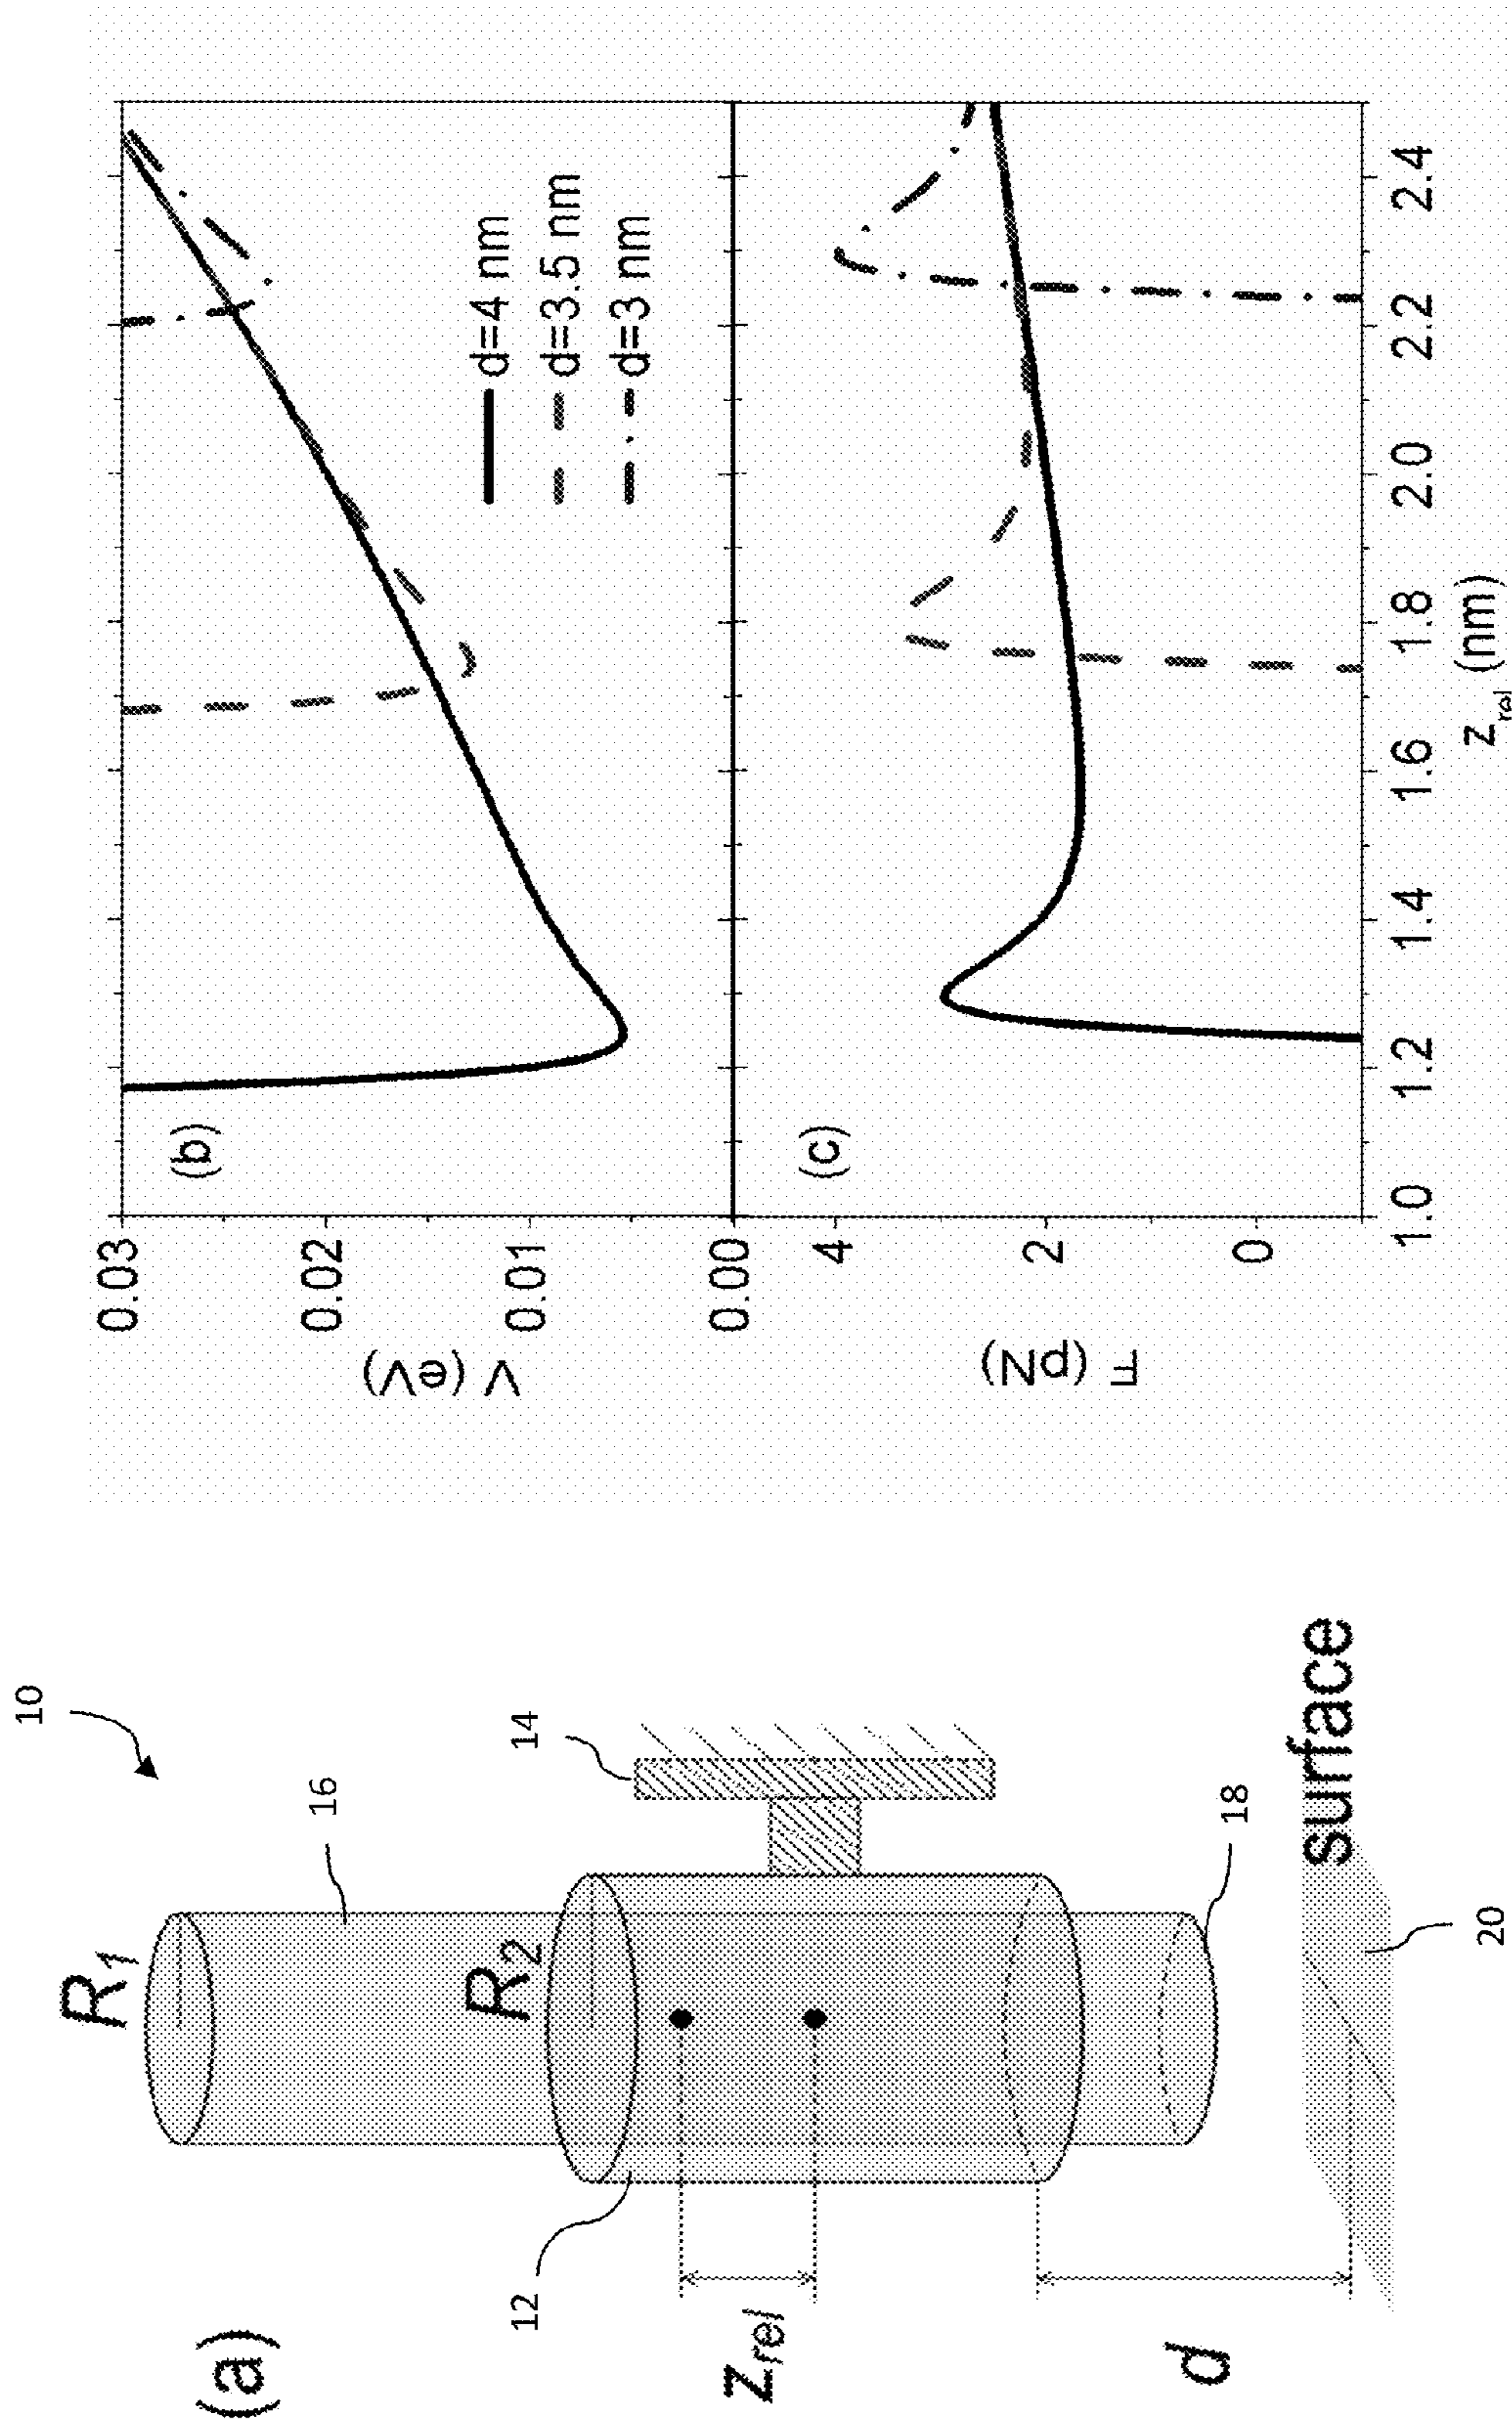 (a)
10
R1
16
R2
14
12
zrel
18
d
surface
20
(b)
0.03
0.02
0.01
0.00
V (eV)
d=4 nm
d=3.5 nm
d=3 nm
(c)
4
2
0
F (pN)
1.0 1.2 1.4 1.6 1.8 2.0 2.2 2.4
zrel (nm)